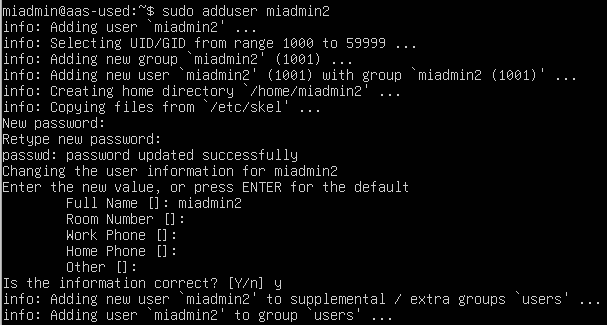 miadmin@aas-used:~$ sudo adduser miadmin2
info: Adding user `miadmin2' ...
info: Selecting UID/GID from range 1000 to 59999 ...
info: Adding new group `miadmin2' (1001) ...
info: Adding new user `miadmin2' (1001) with group `miadmin2 (1001)' ...
info: Creating home directory `/home/miadmin2' ...
info: Copying files from `/etc/skel' ...
New password:
Retype new password:
passwd: password updated successfully
Changing the user information for miadmin2
Enter the new value, or press ENTER for the default
Full Name []: miadmin2
Room Number []:
Work Phone []:
Home Phone []:
Other []:
Is the information correct? [Y/n] y
info: Adding new user `miadmin2' to supplemental / extra groups `users' ...
info: Adding user `miadmin2' to group `users' ...